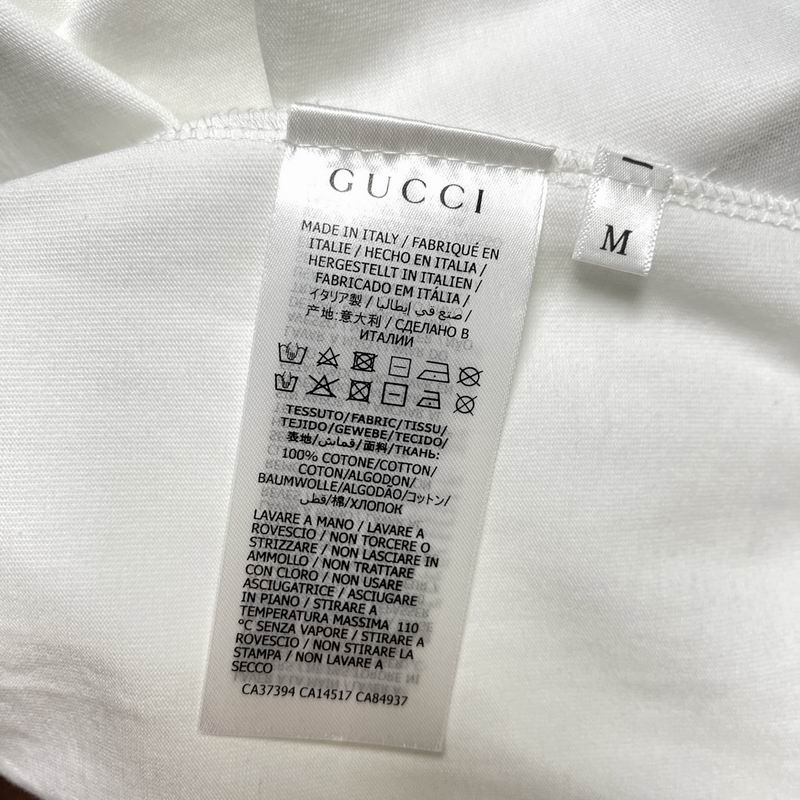 GUCCI
M
MADE IN ITALY / FABRIQUÉ EN
ITALIE / HECHO EN ITALIA /
HERGESTELLT IN ITALIEN /
FABRICADO EM ITÁLIA /
イタリア製 / صنع في إيطاليا /
产地:意大利 / СДЕЛАНО В
ИТАЛИИ
TESSUTO/FABRIC/TISSU/
TEJIDO/GEWEBE/TECIDO/
表地/قماش/面料/ТКАНЬ:
100% COTONE/COTTON/
COTON/ALGODON/
BAUMWOLLE/ALGODÃO/コットン/
قطن/棉/ХЛОПОК
LAVARE A MANO / LAVARE A
ROVESCIO / NON TORCERE O
STRIZZARE / NON LASCIARE IN
AMMOLLO / NON TRATTARE
CON CLORO / NON USARE
ASCIUGATRICE / ASCIUGARE
IN PIANO / STIRARE A
TEMPERATURA MASSIMA 110
°C SENZA VAPORE / STIRARE A
ROVESCIO / NON STIRARE LA
STAMPA / NON LAVARE A
SECCO
CA37394 CA14517 CA84937